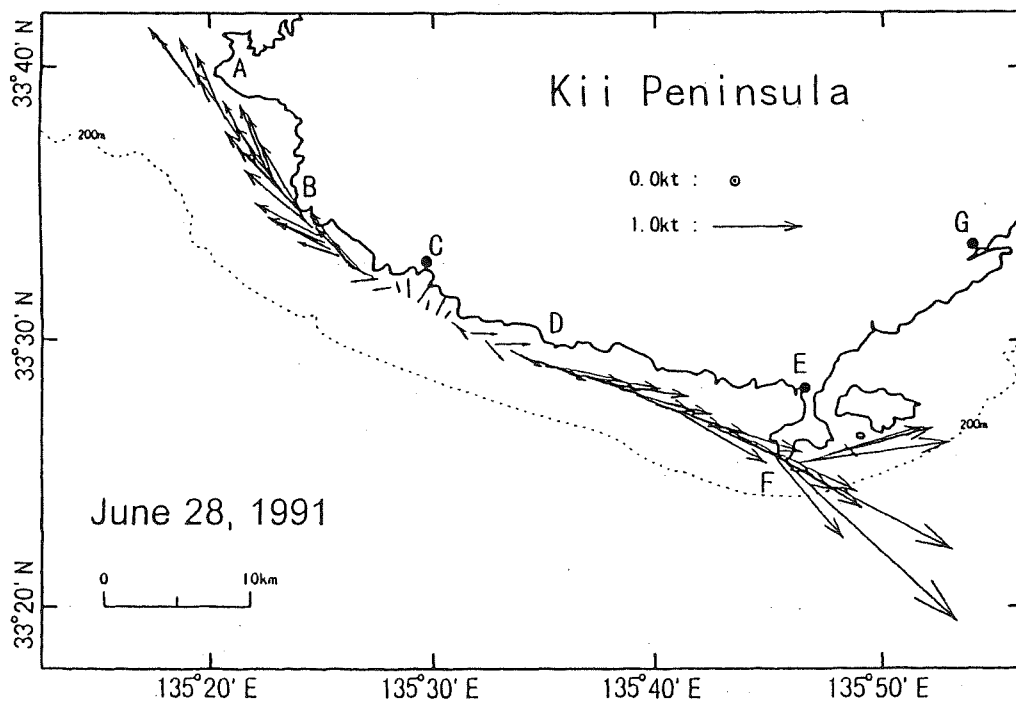 33°40' N
33°30' N
33°20' N
A
Kii Peninsula
200m
0.0kt :
B
1.0kt :
G
C
D
E
200m
F
June 28, 1991
0
10km
135°20' E
135°30' E
135°40' E
135°50' E